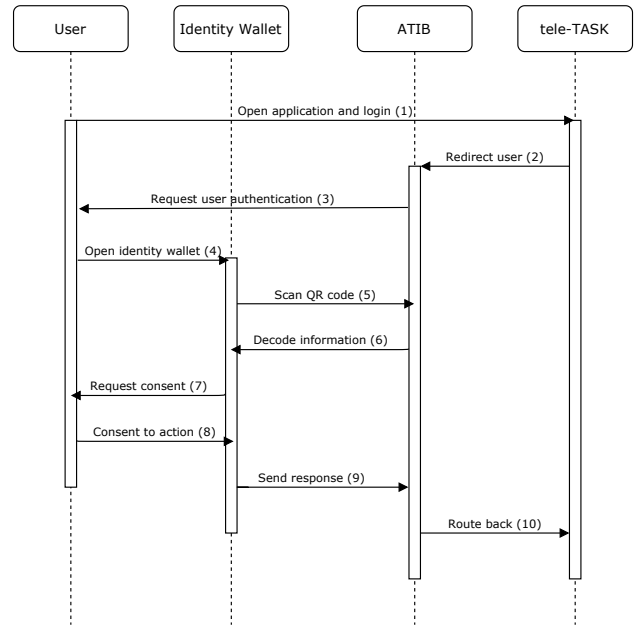 User
Identity Wallet
ATIB
tele-TASK
Open application and login (1)
Redirect user (2)
Request user authentication (3)
Open identity wallet (4)
Scan QR code (5)
Decode information (6)
Request consent (7)
Consent to action (8)
Send response (9)
Route back (10)